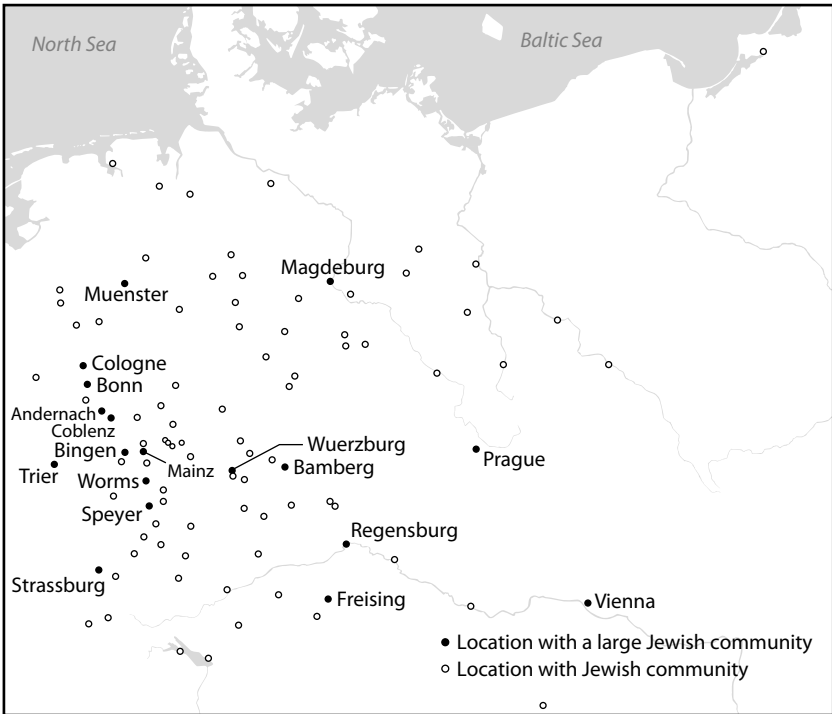 North Sea
Baltic Sea
Magdeburg
Muenster
Cologne
Bonn
Andernach
Coblenz
Bingen
Wuerzburg
Mainz
Bamberg
Prague
Trier
Worms
Speyer
Regensburg
Strassburg
Freising
Vienna
Location with a large Jewish community
Location with Jewish community